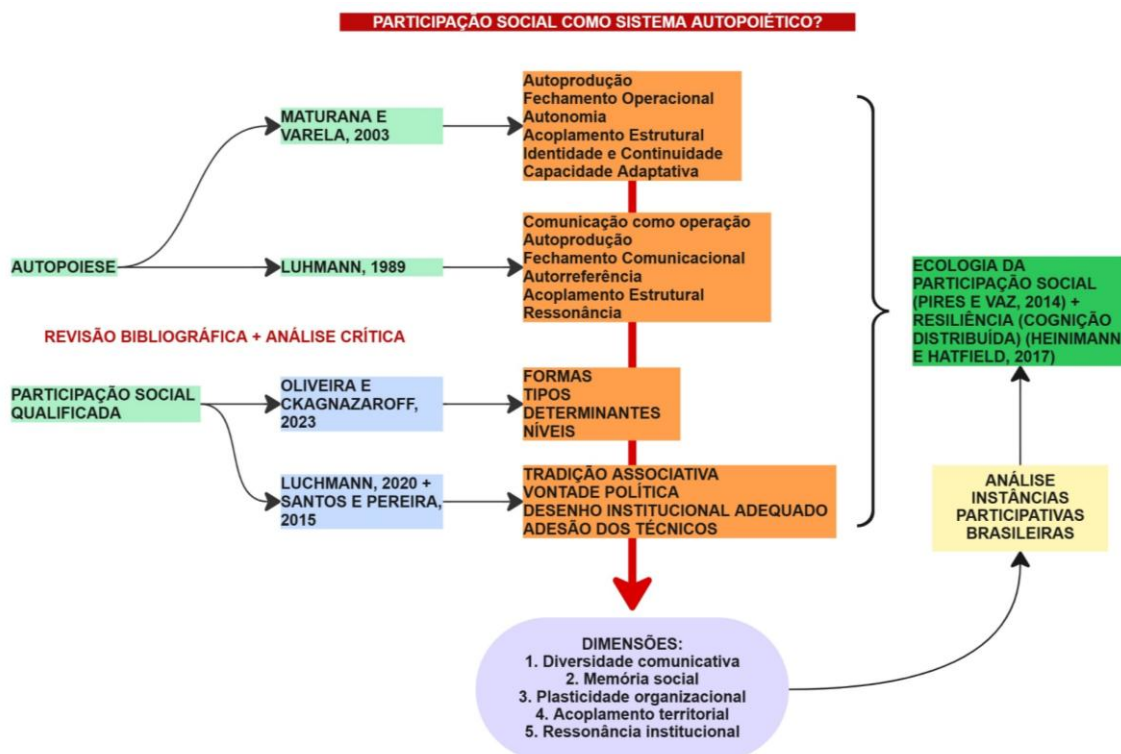 PARTICIPAÇÃO SOCIAL COMO SISTEMA AUTOPOIÉTICO?
AUTOPOIESE
MATURANA E
VARELA, 2003
Autoprodução
Fechamento Operacional
Autonomia
Acoplamento Estrutural
Identidade e Continuidade
Capacidade Adaptativa
LUHMANN, 1989
Comunicação como operação
Autoprodução
Fechamento Comunicacional
Autorreferência
Acoplamento Estrutural
Ressonância
REVISÃO BIBLIOGRÁFICA + ANÁLISE CRÍTICA
PARTICIPAÇÃO SOCIAL
QUALIFICADA
OLIVEIRA E
CKAGNAZAROFF,
2023
FORMAS
TIPOS
DETERMINANTES
NÍVEIS
LUCHMANN, 2020 +
SANTOS E PEREIRA,
2015
TRADIÇÃO ASSOCIATIVA
VONTADE POLÍTICA
DESENHO INSTITUCIONAL ADEQUADO
ADESÃO DOS TÉCNICOS
DIMENSÕES:
1. Diversidade comunicativa
2. Memória social
3. Plasticidade organizacional
4. Acoplamento territorial
5. Ressonância institucional
ANÁLISE
INSTÂNCIAS
PARTICIPATIVAS
BRASILEIRAS
ECOLOGIA DA
PARTICIPAÇÃO SOCIAL
(PIRES E VAZ, 2014) +
RESILIÊNCIA (COGNIÇÃO
DISTRIBUÍDA) (HEINIMANN
E HATFIELD, 2017)